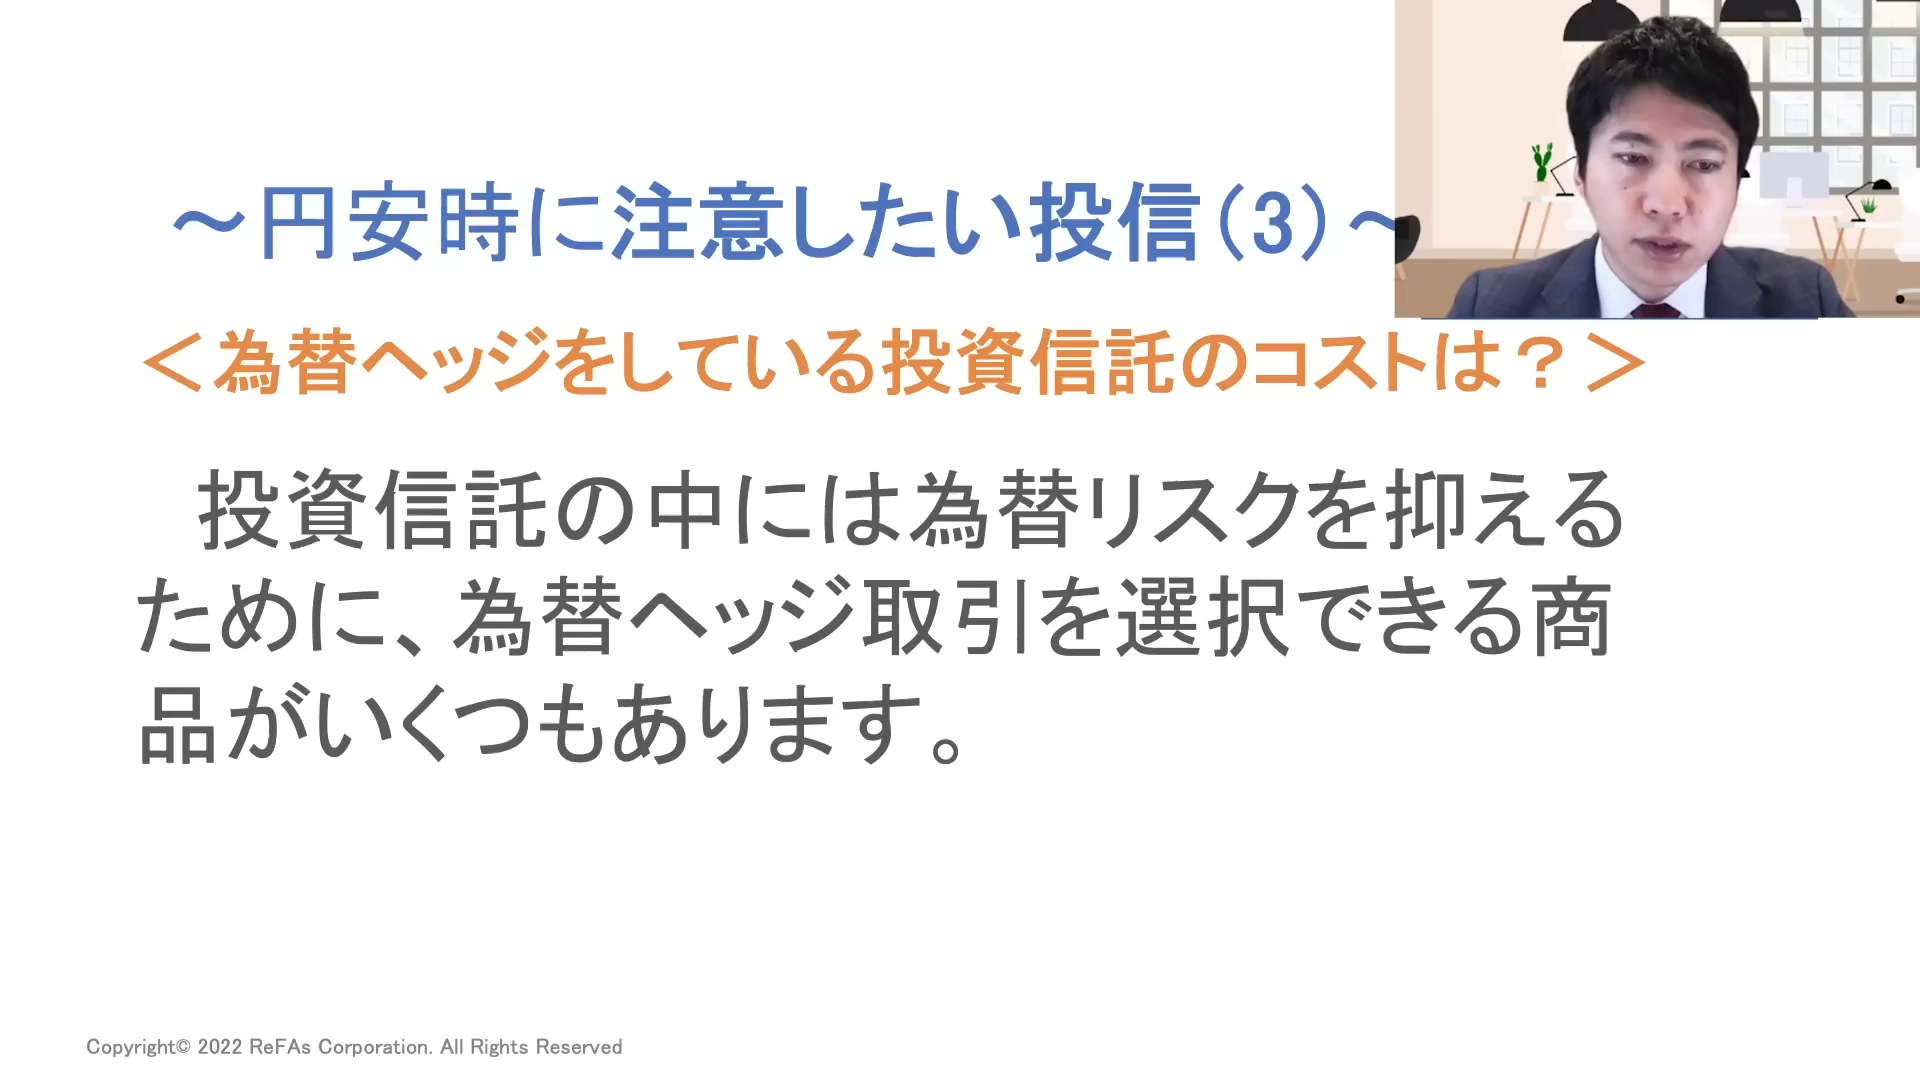 ～円安時に注意したい投信（3）～
＜為替ヘッジをしている投資信託のコストは？＞
投資信託の中には為替リスクを抑える
ために、為替ヘッジ取引を選択できる商
品がいくつもあります。
Copyright© 2022 ReFAs Corporation. All Rights Reserved